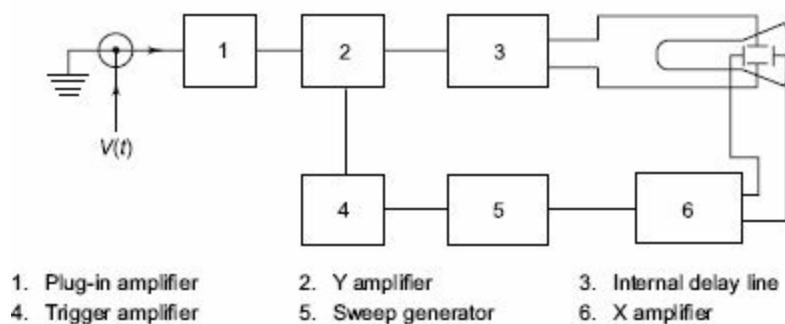 1 2 3
V(t)
4 5 6
1. Plug-in amplifier 2. Y amplifier 3. Internal delay line
4. Trigger amplifier 5. Sweep generator 6. X amplifier